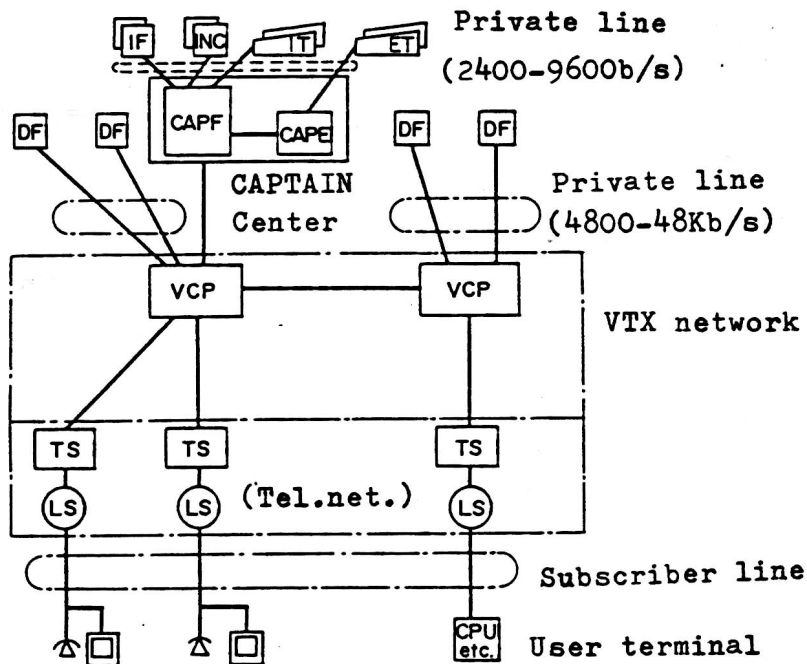 Private line
IF INC IT ET
(2400-9600b/s)
CAPF CAPE
DF DF DF DF
CAPTAIN
Center
Private line
(4800-48Kb/s)
VCP VCP
VTX network
TS TS TS
LS LS (Tel.net.) LS
Subscriber line
CPU
etc.
User terminal